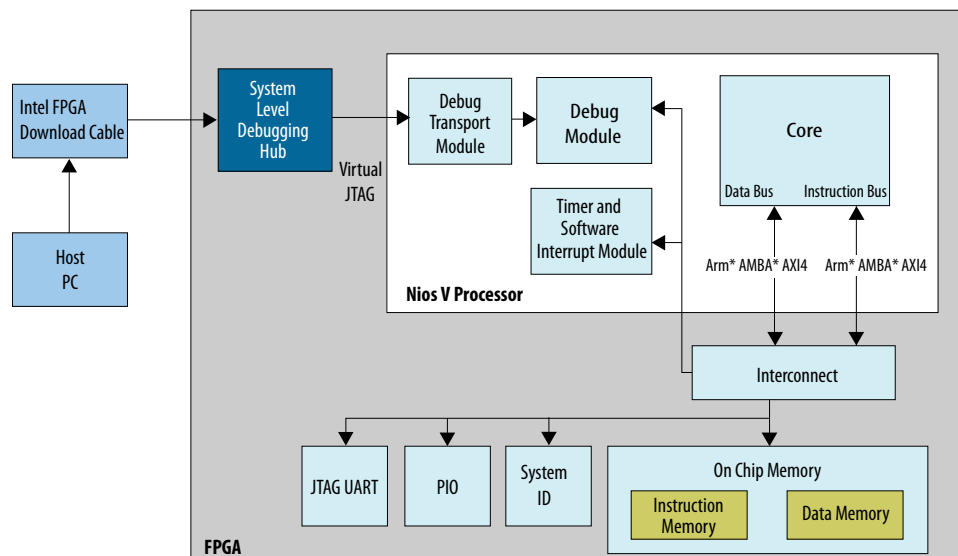 Intel FPGA
Download Cable
Host
PC
System
Level
Debugging
Hub
Virtual
JTAG
Debug
Transport
Module
Debug
Module
Timer and
Software
Interrupt Module
Core
Data Bus
Instruction Bus
Arm* AMBA* AXI4
Arm* AMBA* AXI4
Nios V Processor
Interconnect
JTAG UART
PIO
System
ID
On Chip Memory
Instruction
Memory
Data Memory
FPGA